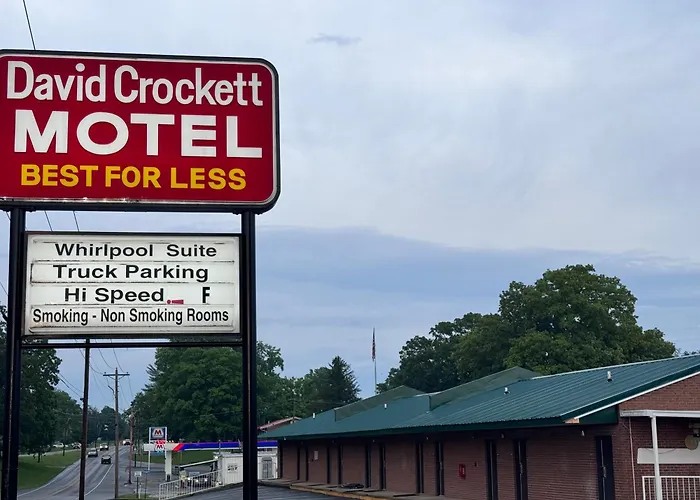 David Crockett
MOTEL
BEST FOR LESS
Whirlpool Suite
Truck Parking
Hi Speed F
Smoking - Non Smoking Rooms